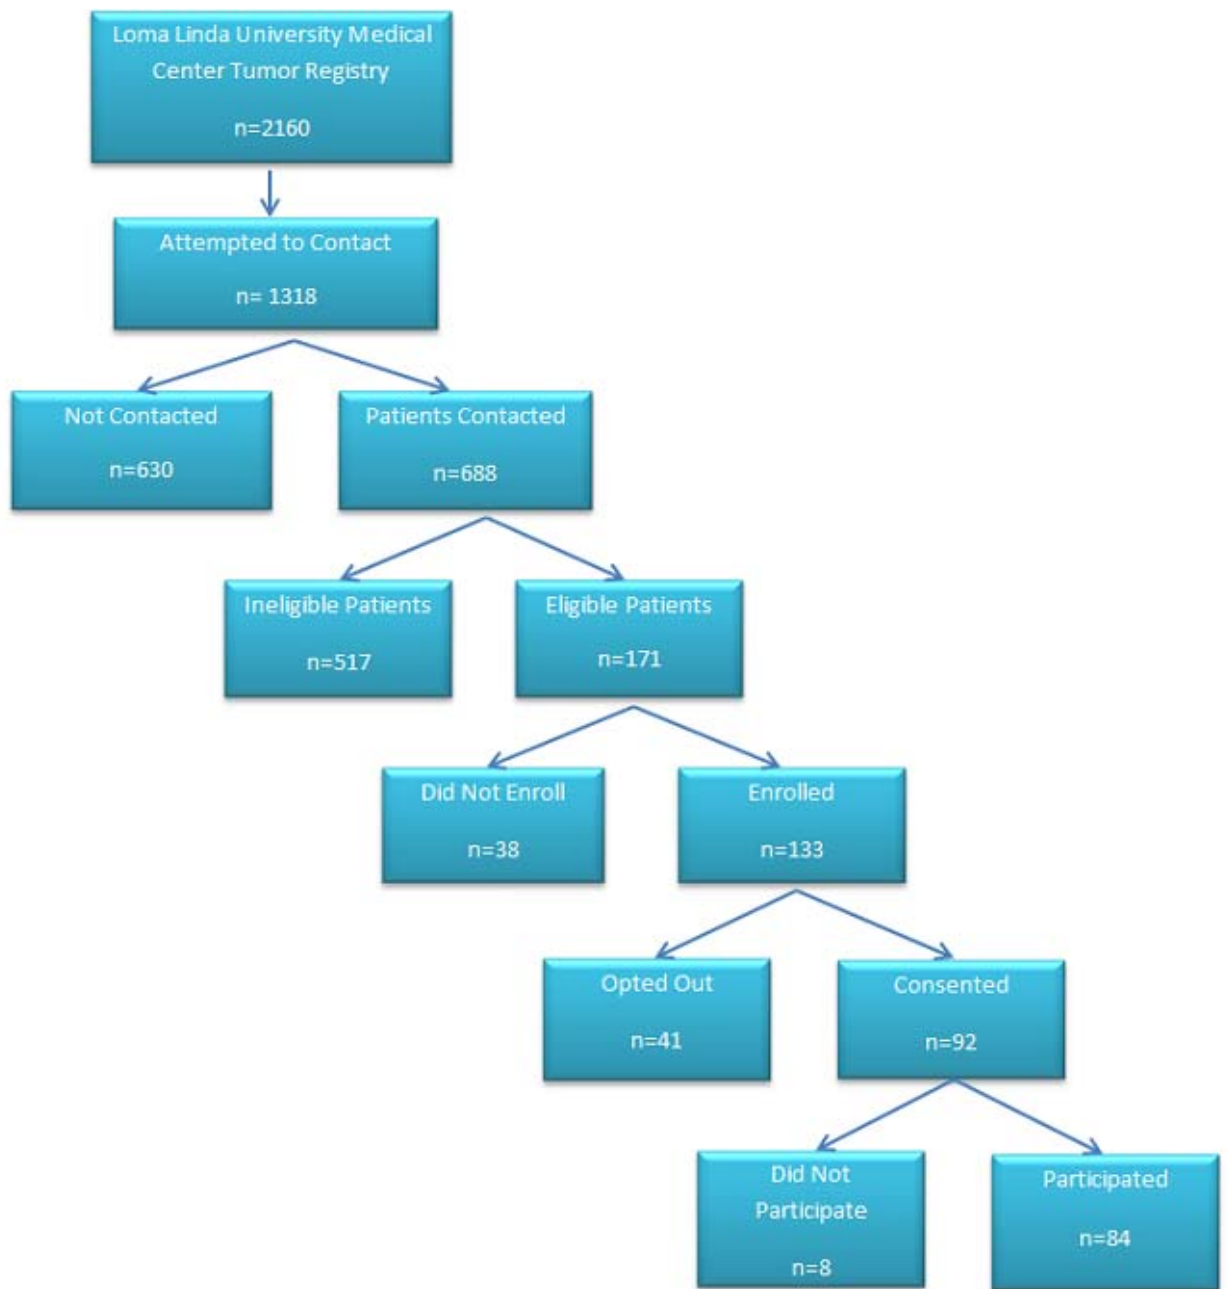 Loma Linda University Medical
Center Tumor Registry
n=2160
Attempted to Contact
n= 1318
Not Contacted
n=630
Patients Contacted
n=688
Ineligible Patients
n=517
Eligible Patients
n=171
Did Not Enroll
n=38
Enrolled
n=133
Opted Out
n=41
Consented
n=92
Did Not
Participate
n=8
Participated
n=84